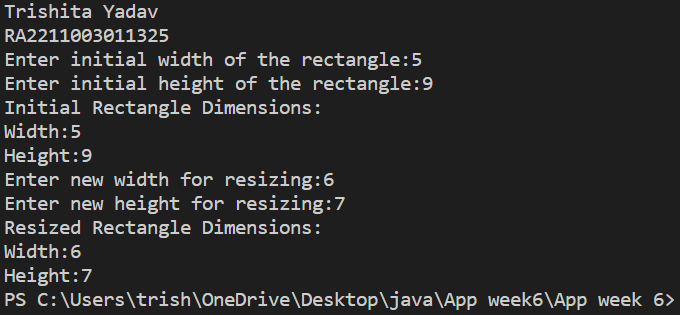 Trishita Yadav
RA2211003011325
Enter initial width of the rectangle:5
Enter initial height of the rectangle:9
Initial Rectangle Dimensions:
Width:5
Height:9
Enter new width for resizing:6
Enter new height for resizing:7
Resized Rectangle Dimensions:
Width:6
Height:7
PS C:\Users\trish\OneDrive\Desktop\java\App week6\App week 6>